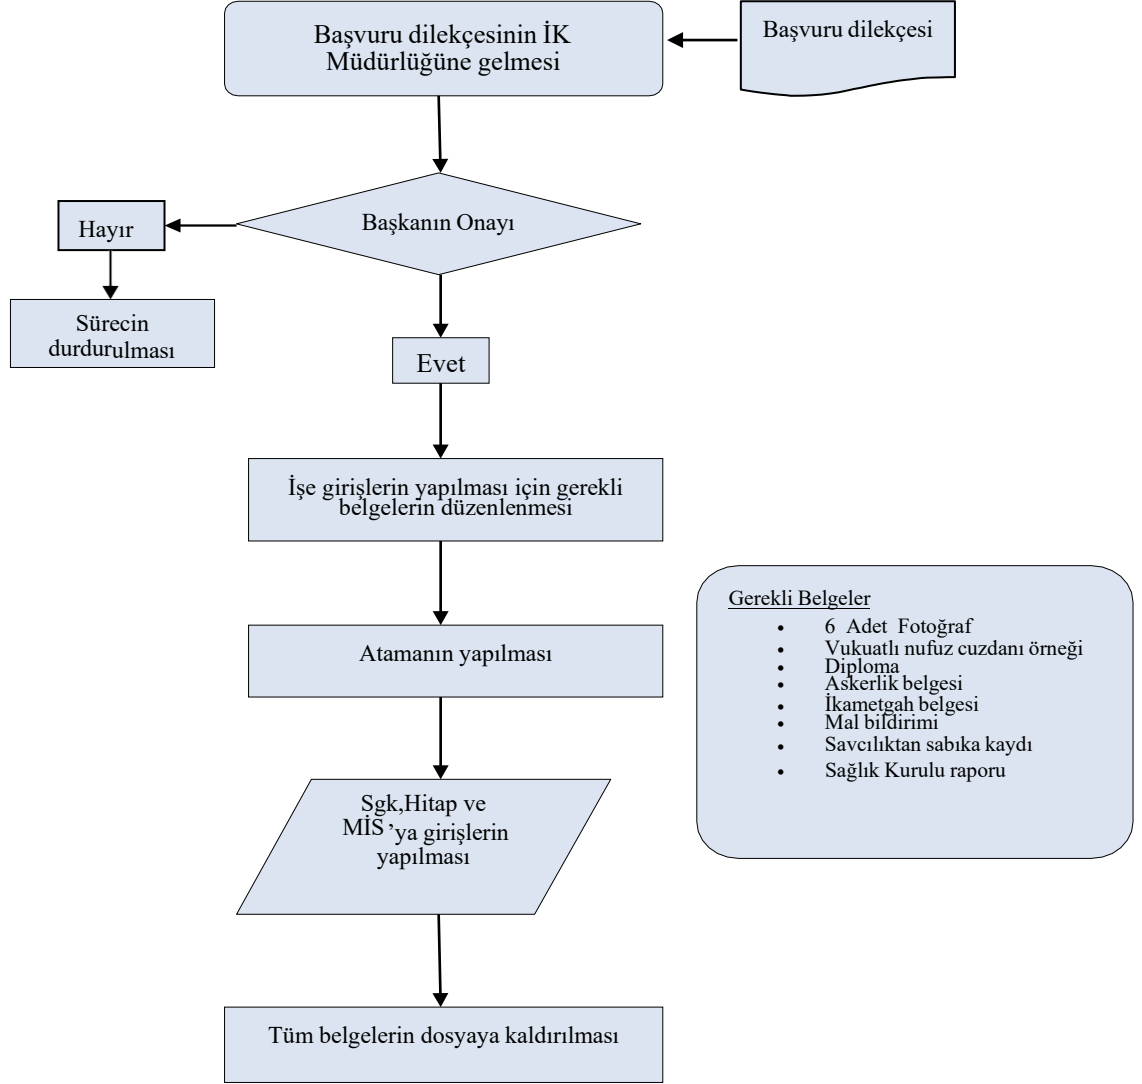 Başvuru dilekçesinin İK
Müdürlüğüne gelmesi
Başvuru dilekçesi
Başkanın Onayı
Hayır
Sürecin
durdurulması
Evet
İşe girişlerin yapılması için gerekli
belgelerin düzenlenmesi
Atamanın yapılması
Gerekli Belgeler
• 6 Adet Fotoğraf
• Vukuatlı nufuz cuzdanı örneği
• Diploma
• Askerlik belgesi
• İkametgah belgesi
• Mal bildirimi
• Savcılıktan sabıka kaydı
• Sağlık Kurulu raporu
Sgk,Hitap ve
MİS’ya girişlerin
yapılması
Tüm belgelerin dosyaya kaldırılması